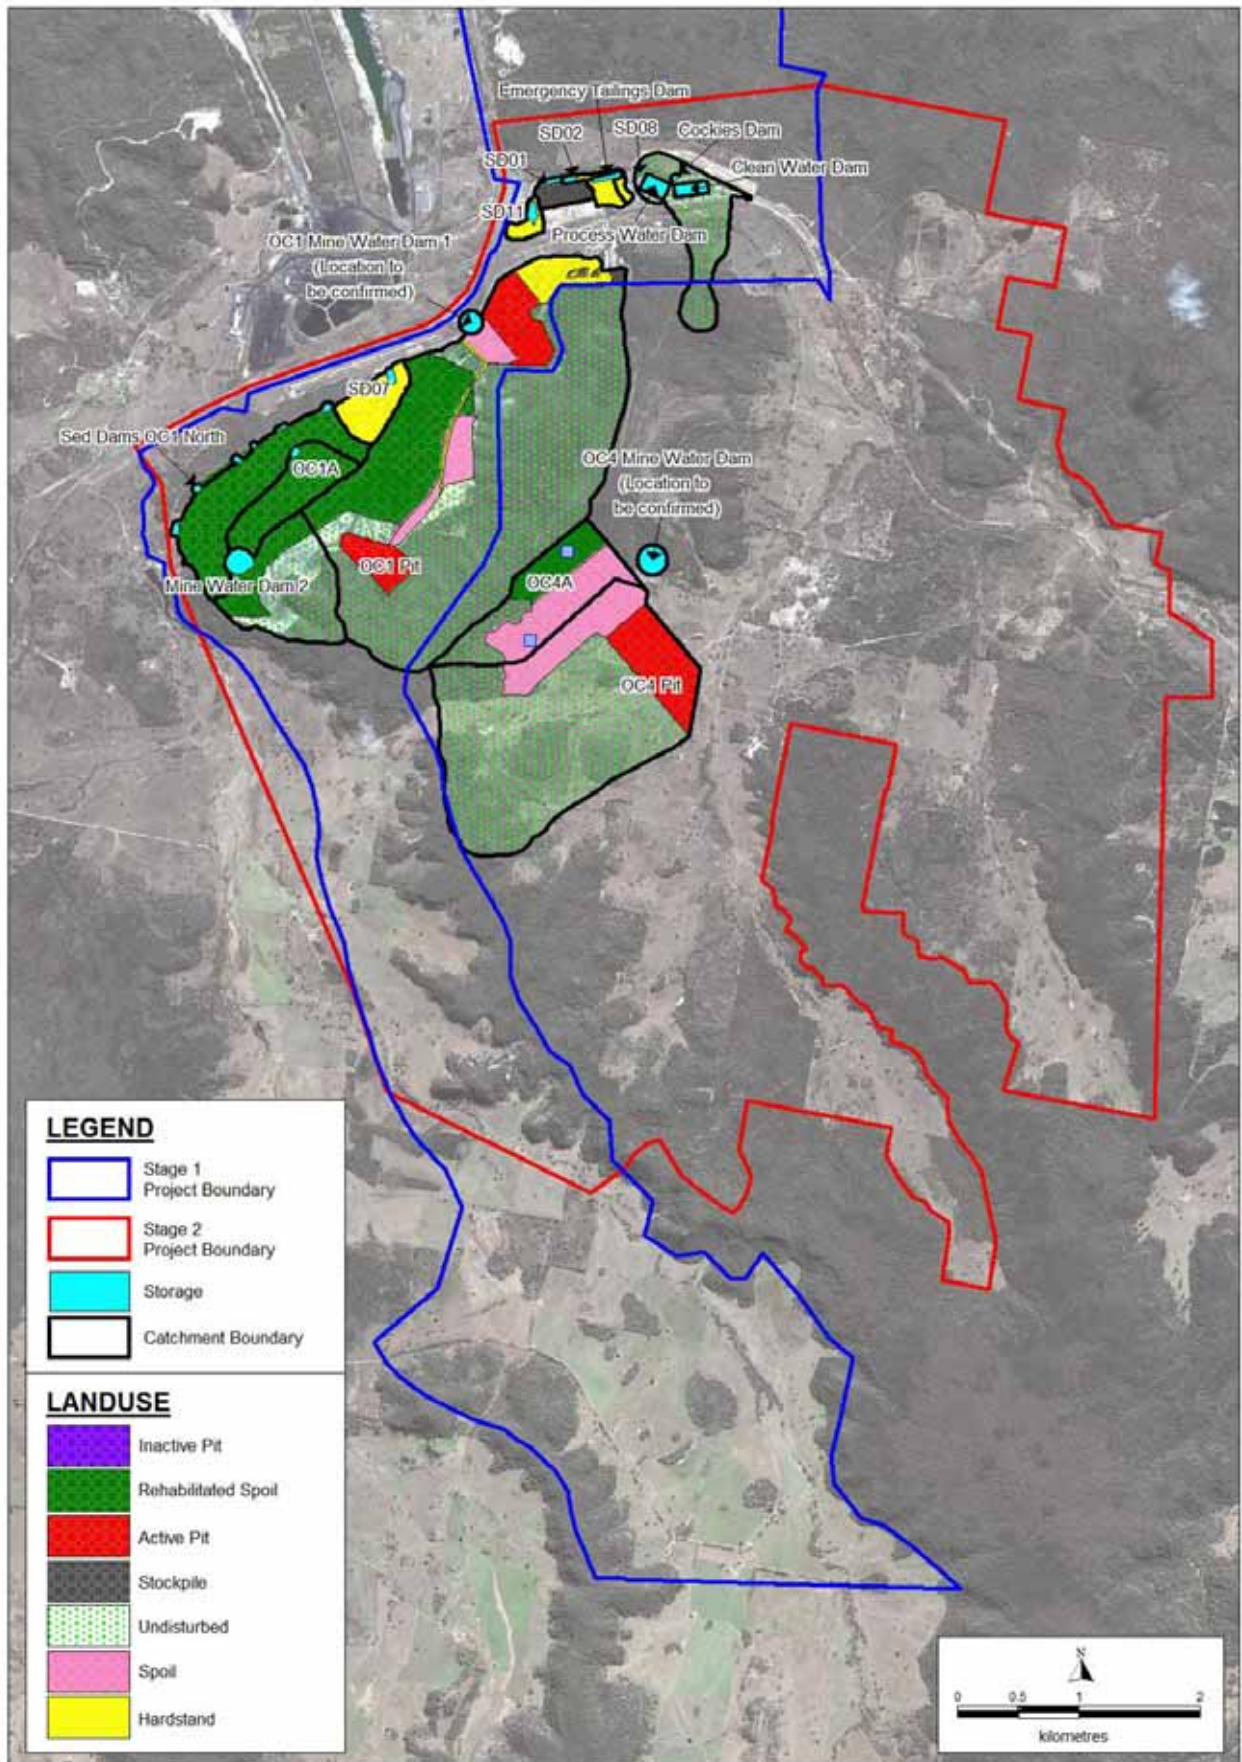 Emergency Tailings Dam
SD02
SD08
Cockies Dam
SD01
Clean Water Dam
SD11
Process Water Dam
OC1 Mine Water Dam 1
(Location to
be confirmed)
SD07
Sed Dams OC1 North
OC1A
OC4 Mine Water Dam
(Location to
be confirmed)
OC1 Pit
OC4A
Mine Water Dam 2
OC4 Pit
LEGEND
Stage 1
Project Boundary
Stage 2
Project Boundary
Storage
Catchment Boundary
LANDUSE
Inactive Pit
Rehabilitated Spoil
Active Pit
Stockpile
Undisturbed
Spoil
Hardstand
N
0 0.5 1 2
kilometres